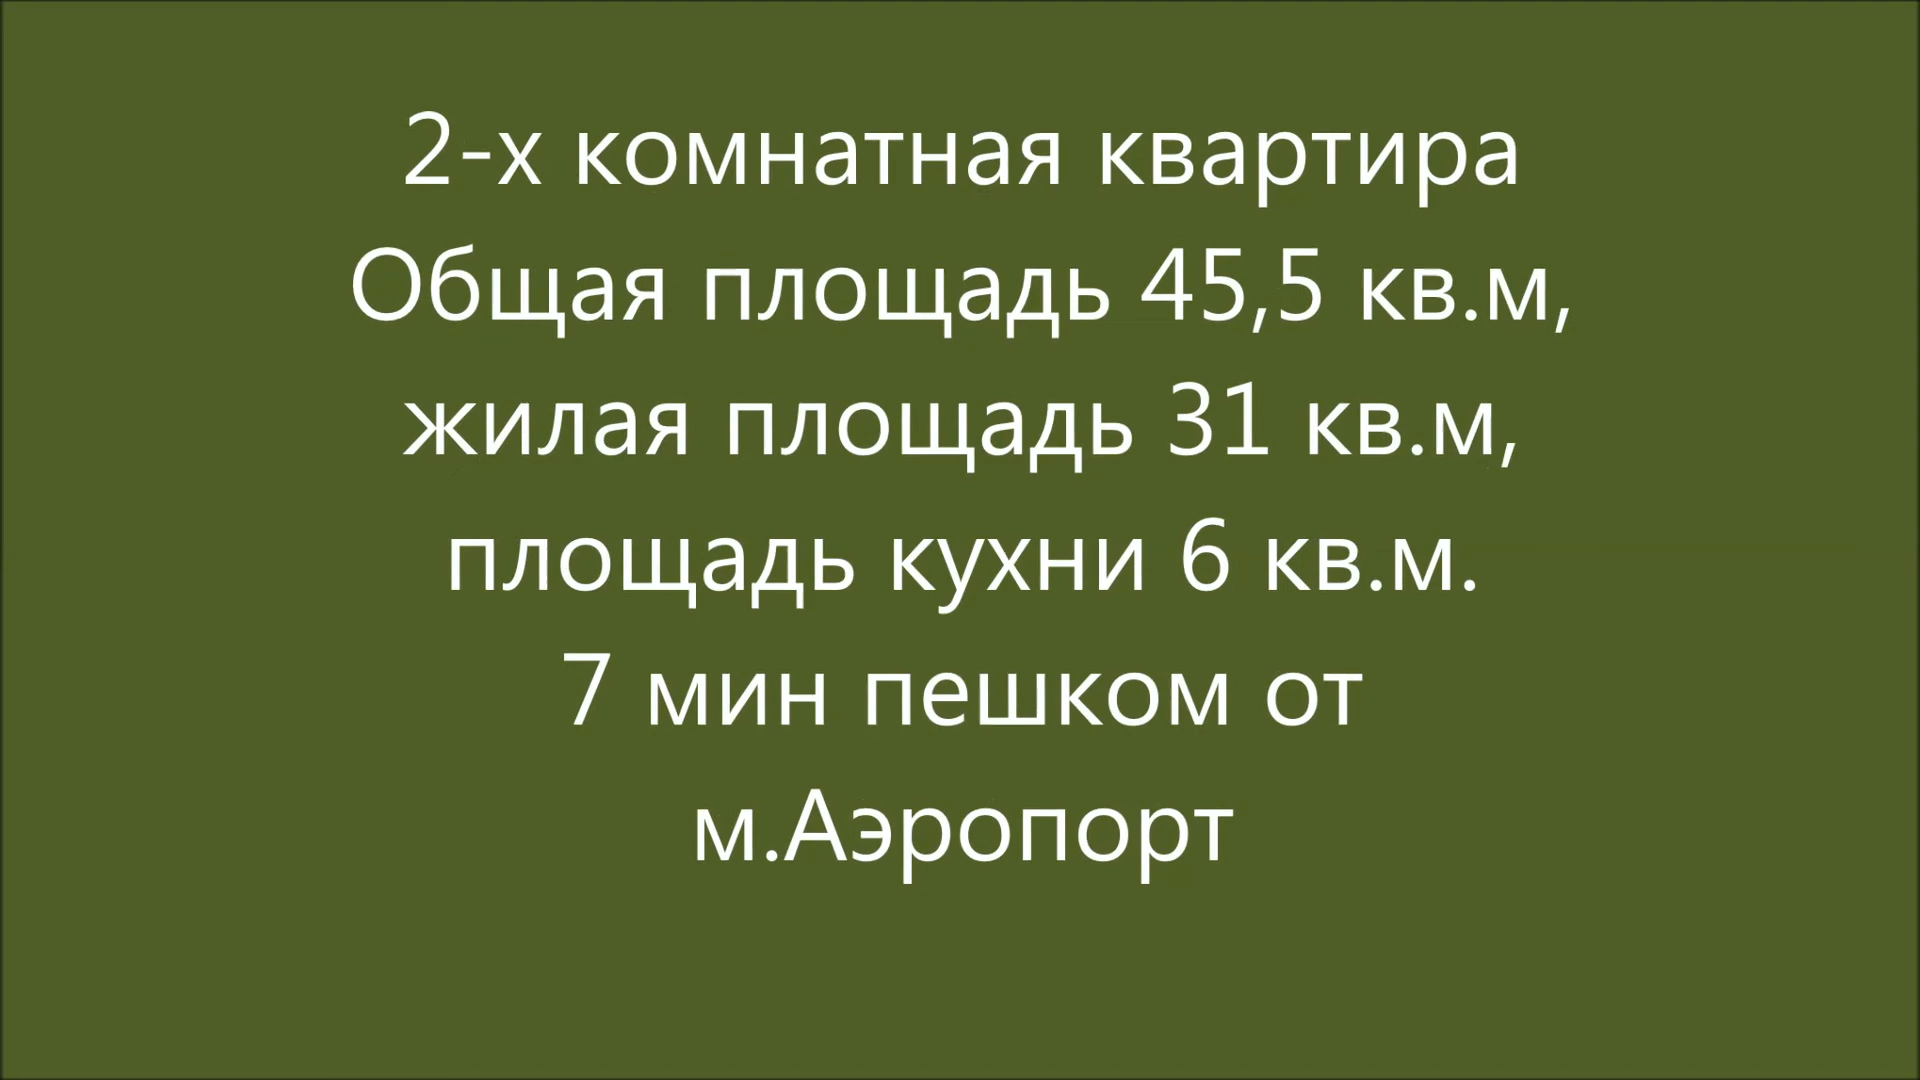 2-х комнатная квартира
Общая площадь 45,5 кв.м,
жилая площадь 31 кв.м,
площадь кухни 6 кв.м.
7 мин пешком от
м.Аэропорт